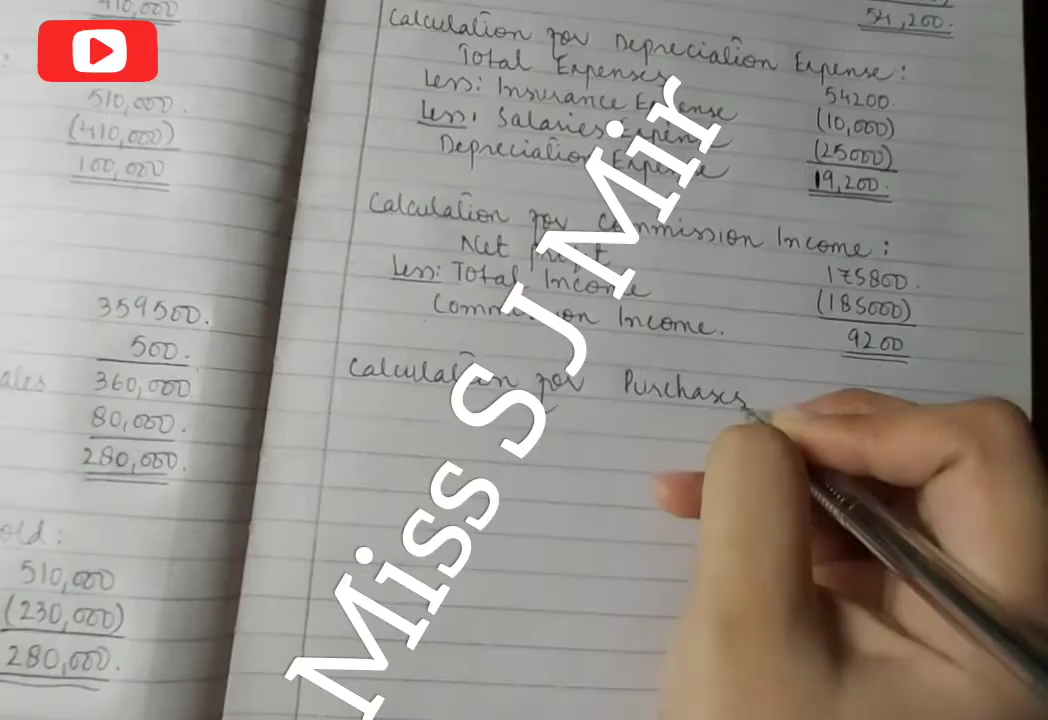 410,000
:
510,000.
(410,000)
100,000
359500.
500.
ales 360,000
80,000.
280,000.
old:
510,000
(230,000)
280,000.
54,200.
Calculation for Depreciation Expense:
Total Expenses 54200.
Less: Insurance Expense (10,000)
Less: Salaries Expense (25000)
Depreciation Expense 19,200.
Calculation for Commission Income:
Net Profit 175800.
Less: Total Income (185000)
Commission Income. 9200
Calculation for Purchases
Miss S J Mir